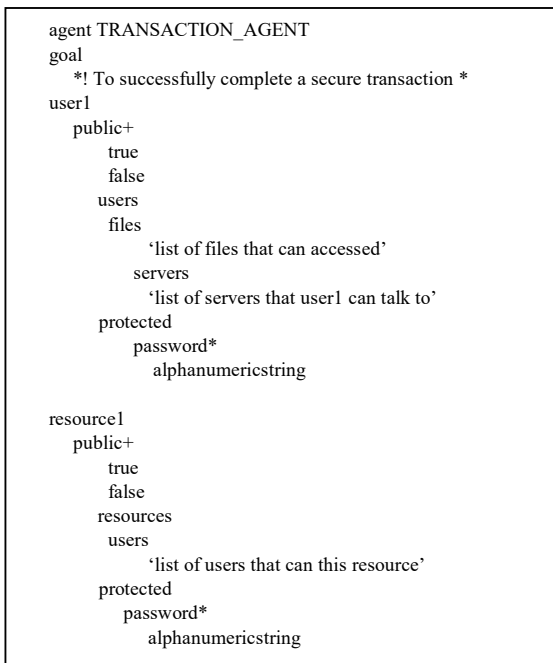 agent TRANSACTION_AGENT
goal
*! To successfully complete a secure transaction *
user1
public+
true
false
users
files
‘list of files that can accessed’
servers
‘list of servers that user1 can talk to’
protected
password*
alphanumericstring
resource1
public+
true
false
resources
users
‘list of users that can this resource’
protected
password*
alphanumericstring